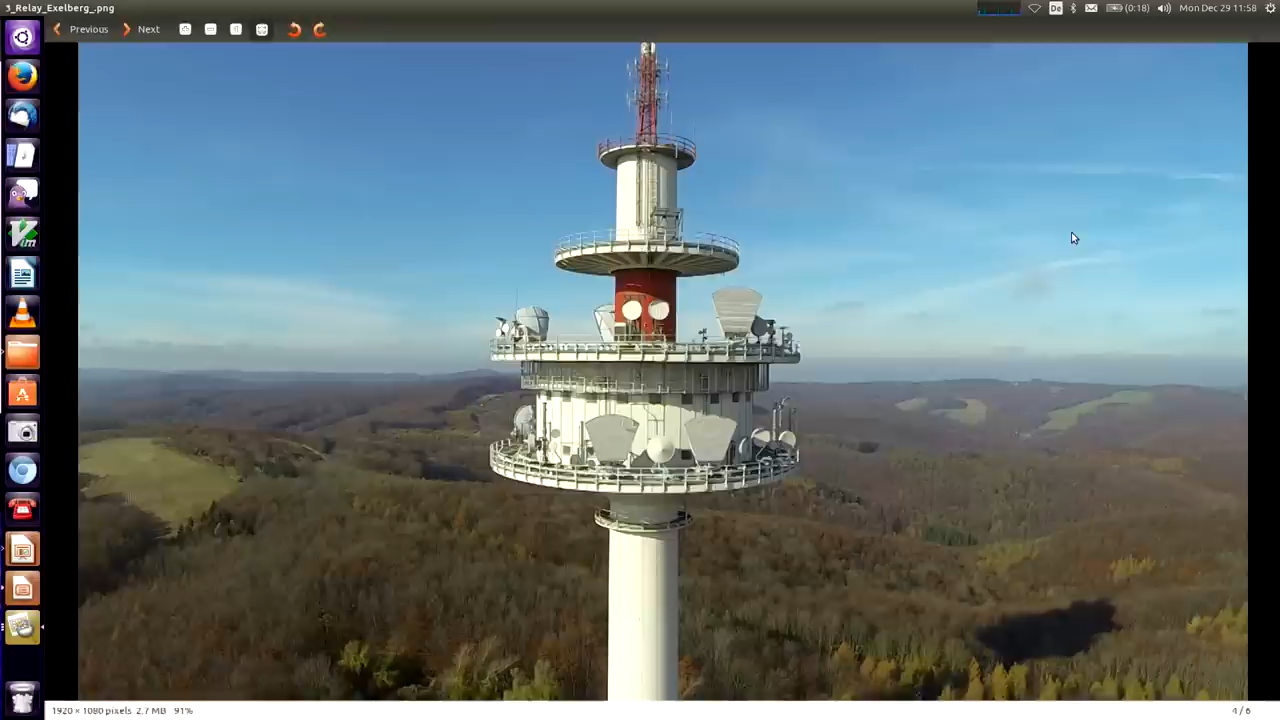 3_Relay_Exelberg_.png
De
(0:18)
Mon Dec 29 11:58
Previous
Next
1920 × 1080 pixels 2.7 MB 91%
4 / 6